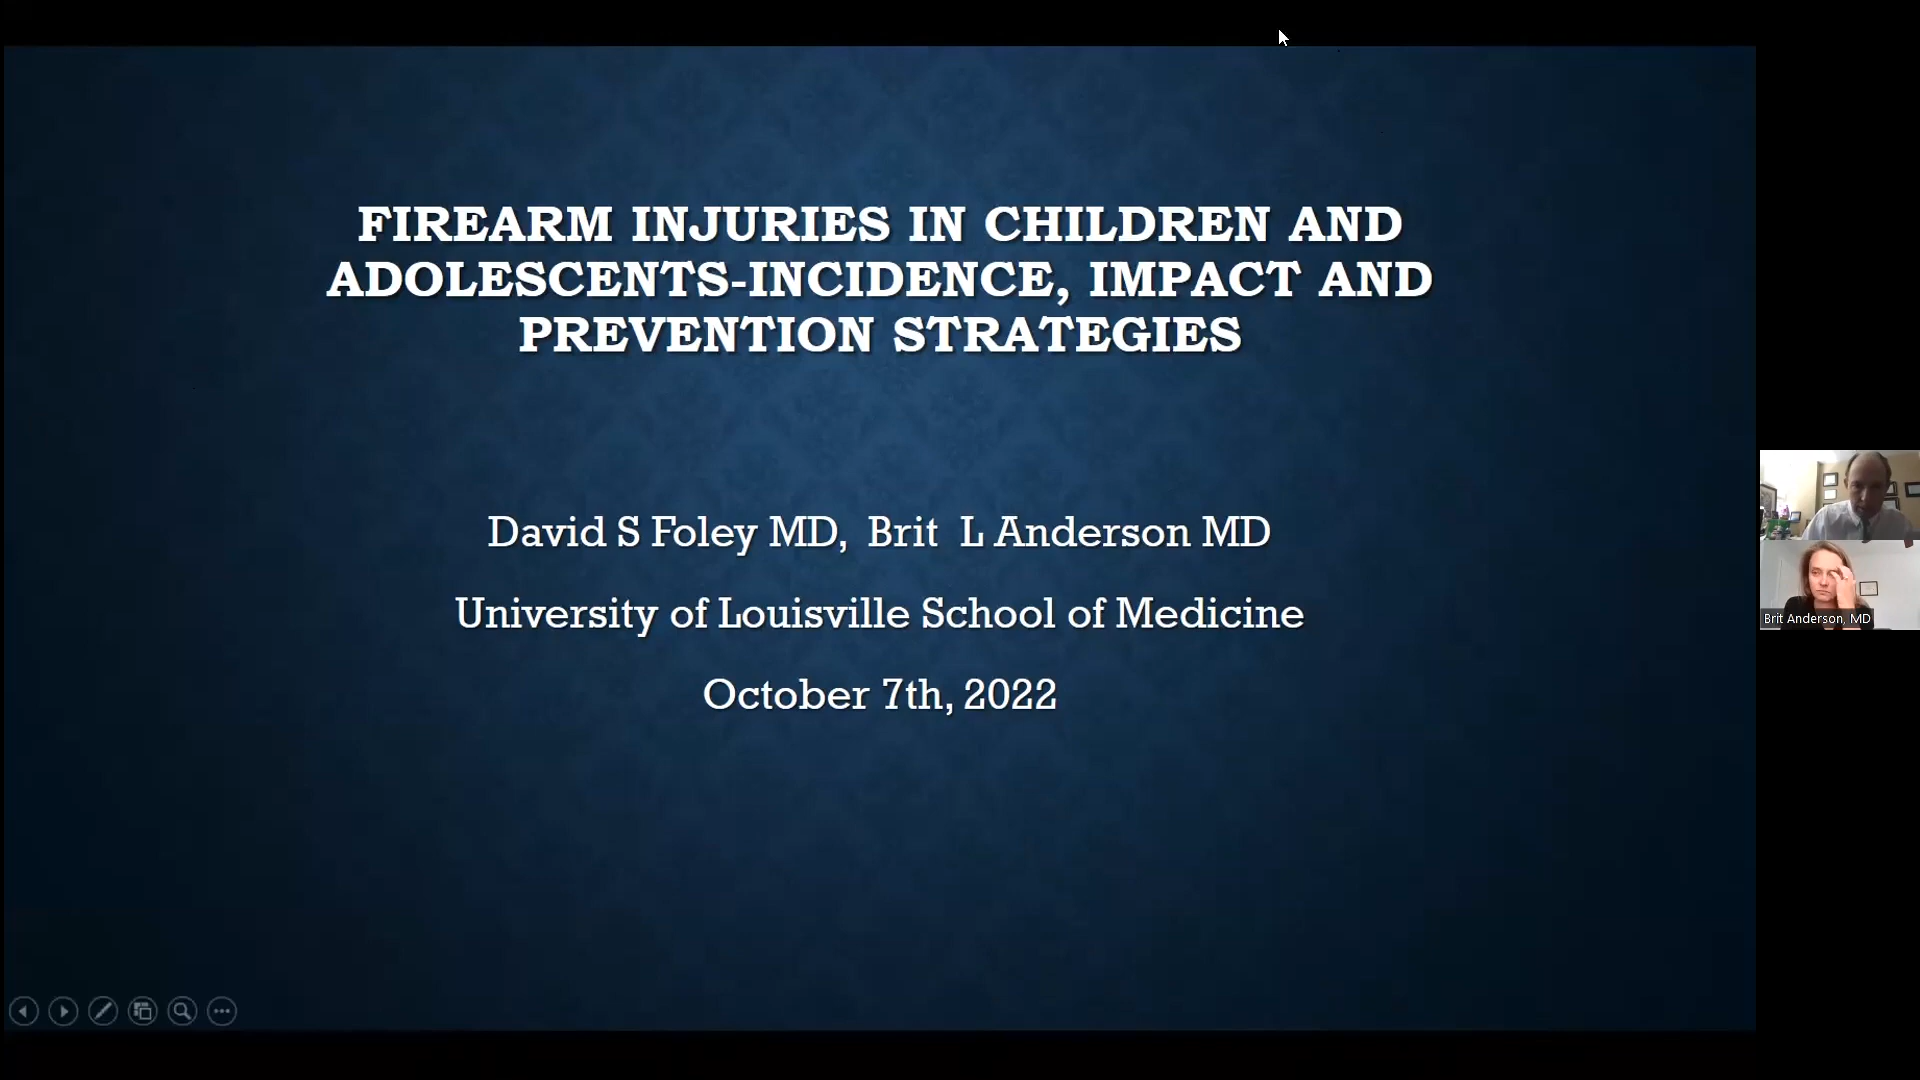 FIREARM INJURIES IN CHILDREN AND
ADOLESCENTS-INCIDENCE, IMPACT AND
PREVENTION STRATEGIES
David S Foley MD, Brit L Anderson MD
University of Louisville School of Medicine
October 7th, 2022
Brit Anderson, MD